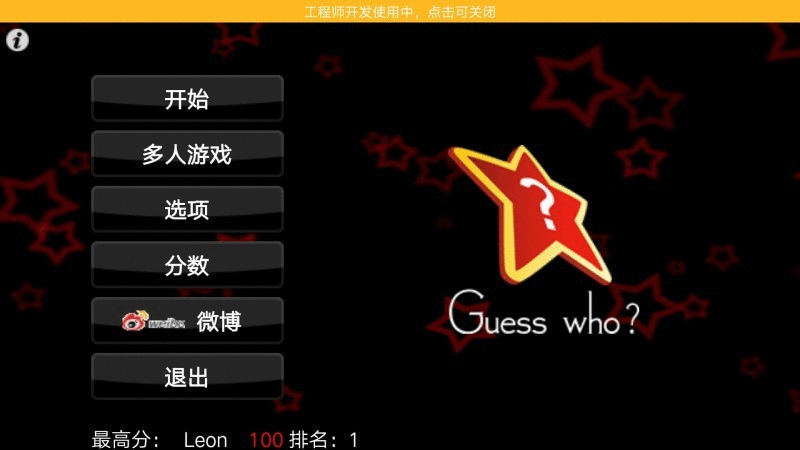 工程师开发使用中，点击可关闭
i
开始
多人游戏
选项
分数
weibo 微博
退出
?
Guess who?
最高分： Leon 100 排名：1